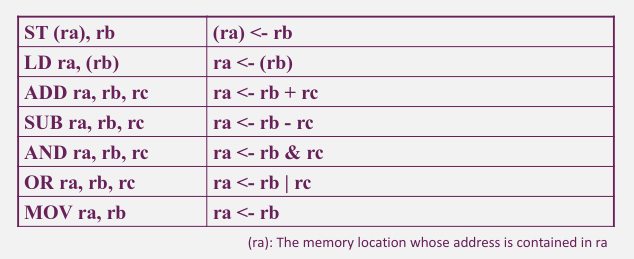 ST (ra), rb (ra) <- rb
LD ra, (rb) ra <- (rb)
ADD ra, rb, rc ra <- rb + rc
SUB ra, rb, rc ra <- rb - rc
AND ra, rb, rc ra <- rb & rc
OR ra, rb, rc ra <- rb | rc
MOV ra, rb ra <- rb
(ra): The memory location whose address is contained in ra